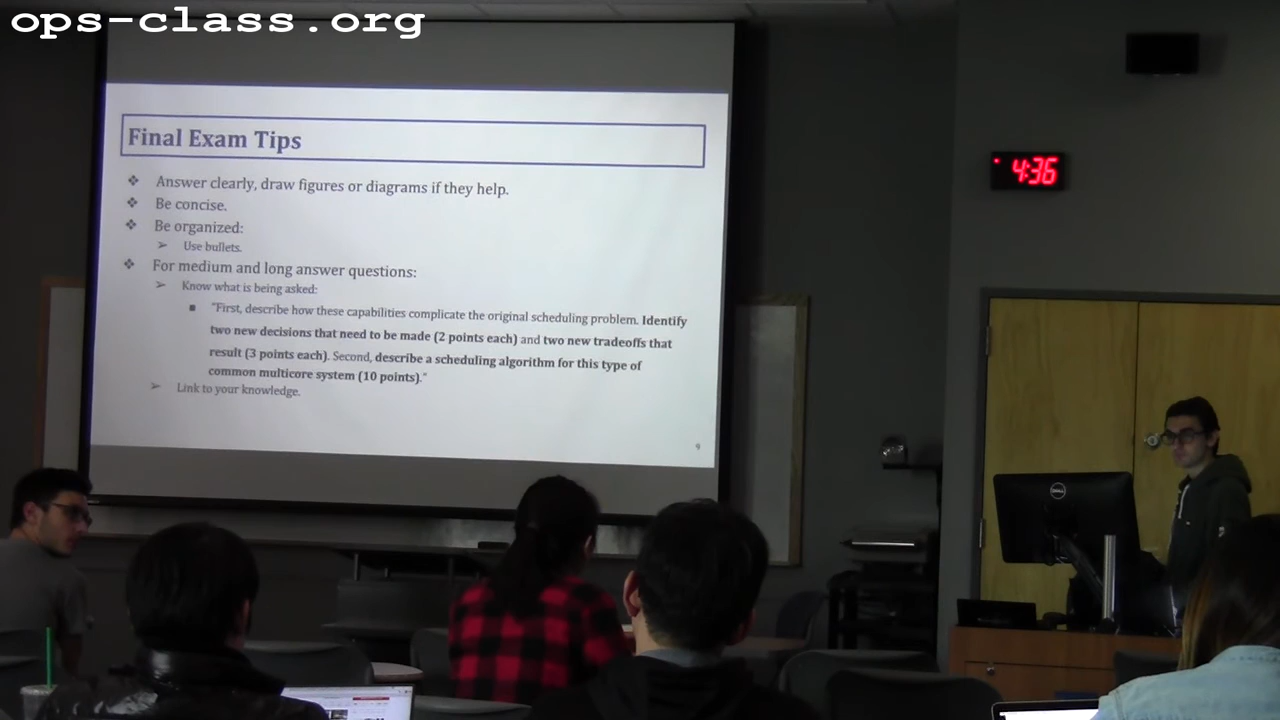 ops-class.org
Final Exam Tips
❖ Answer clearly, draw figures or diagrams if they help.
❖ Be concise.
❖ Be organized:
➢ Use bullets.
❖ For medium and long answer questions:
➢ Know what is being asked:
■ "First, describe how these capabilities complicate the original scheduling problem. Identify
two new decisions that need to be made (2 points each) and two new tradeoffs that
result (3 points each). Second, describe a scheduling algorithm for this type of
common multicore system (10 points)."
➢ Link to your knowledge.
9
4:36
DELL